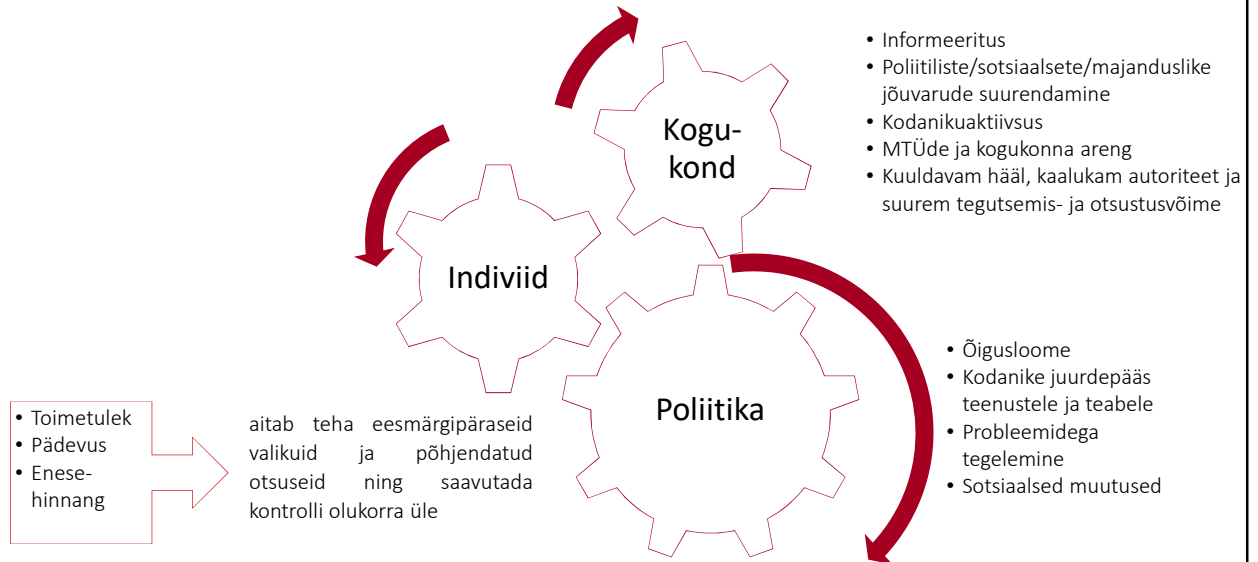 • Informeeritus
• Poliitiliste/sotsiaalsete/majanduslike
jõuvarude suurendamine
• Kodanikuaktiivsus
• MTÜde ja kogukonna areng
• Kuuldavam hääl, kaalukam autoriteet ja
suurem tegutsemis- ja otsustusvõime
Kogu-
kond
Indiviid
Poliitika
• Õigusloome
• Kodanike juurdepääs
teenustele ja teabele
• Probleemidega
tegelemine
• Sotsiaalsed muutused
• Toimetulek
• Pädevus
• Enese-
hinnang
aitab teha eesmärgipäraseid
valikuid ja põhjendatud
otsuseid ning saavutada
kontrolli olukorra üle